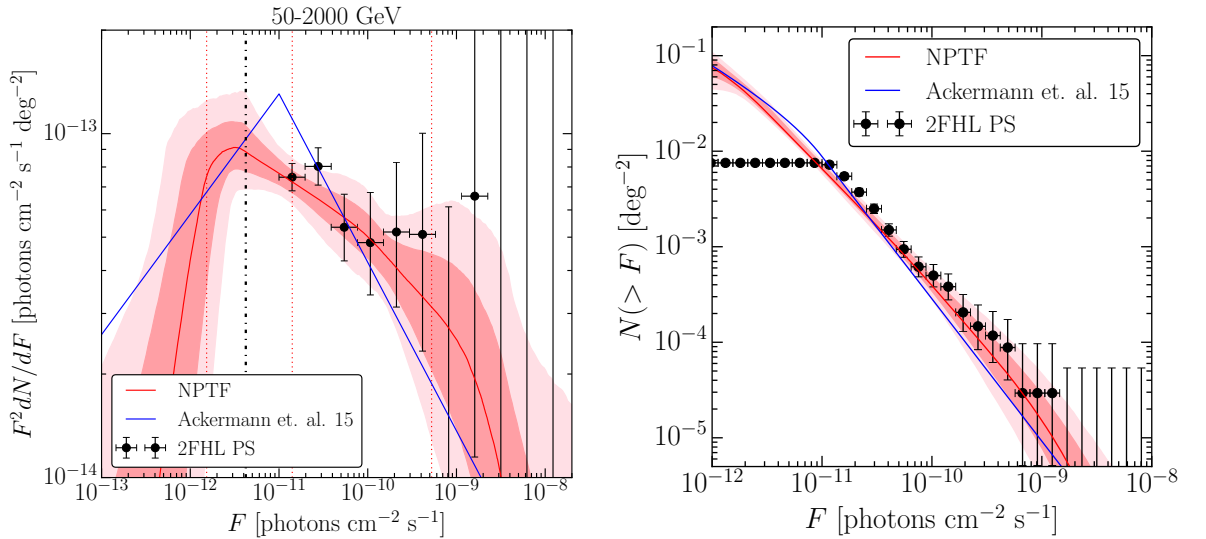 50-2000 GeV
F² dN/dF [photons cm⁻² s⁻¹ deg⁻²]
10⁻¹³
10⁻¹⁴
NPTF
Ackermann et. al. 15
2FHL PS
10⁻¹³ 10⁻¹² 10⁻¹¹ 10⁻¹⁰ 10⁻⁹ 10⁻⁸
F [photons cm⁻² s⁻¹]
N(> F) [deg⁻²]
10⁻¹
10⁻²
10⁻³
10⁻⁴
10⁻⁵
NPTF
Ackermann et. al. 15
2FHL PS
10⁻¹² 10⁻¹¹ 10⁻¹⁰ 10⁻⁹ 10⁻⁸
F [photons cm⁻² s⁻¹]